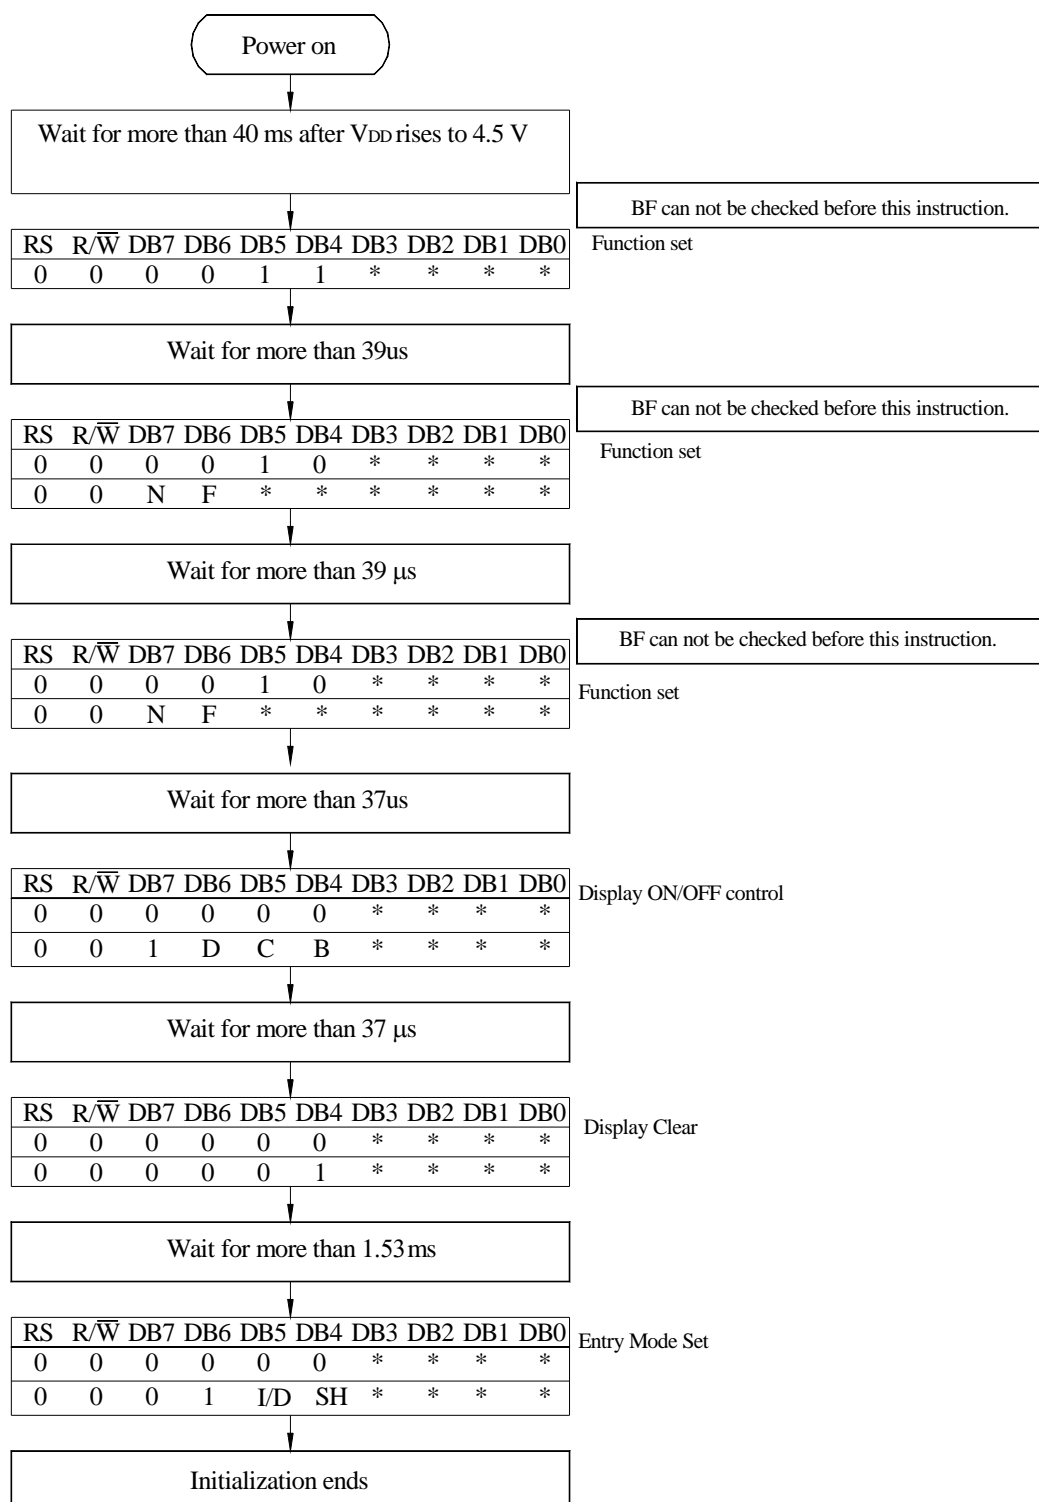 Power on
Wait for more than 40 ms after VDD rises to 4.5 V
BF can not be checked before this instruction.
RS R/W̅ DB7 DB6 DB5 DB4 DB3 DB2 DB1 DB0
Function set
0 0 0 0 1 1 * * * *
Wait for more than 39us
BF can not be checked before this instruction.
RS R/W̅ DB7 DB6 DB5 DB4 DB3 DB2 DB1 DB0
Function set
0 0 0 0 1 0 * * * *
0 0 N F * * * * * *
Wait for more than 39 μs
BF can not be checked before this instruction.
RS R/W̅ DB7 DB6 DB5 DB4 DB3 DB2 DB1 DB0
0 0 0 0 1 0 * * * *
Function set
0 0 N F * * * * * *
Wait for more than 37us
RS R/W̅ DB7 DB6 DB5 DB4 DB3 DB2 DB1 DB0
Display ON/OFF control
0 0 0 0 0 0 * * * *
0 0 1 D C B * * * *
Wait for more than 37 μs
RS R/W̅ DB7 DB6 DB5 DB4 DB3 DB2 DB1 DB0
Display Clear
0 0 0 0 0 0 * * * *
0 0 0 0 0 1 * * * *
Wait for more than 1.53ms
RS R/W̅ DB7 DB6 DB5 DB4 DB3 DB2 DB1 DB0
Entry Mode Set
0 0 0 0 0 0 * * * *
0 0 0 1 I/D SH * * * *
Initialization ends